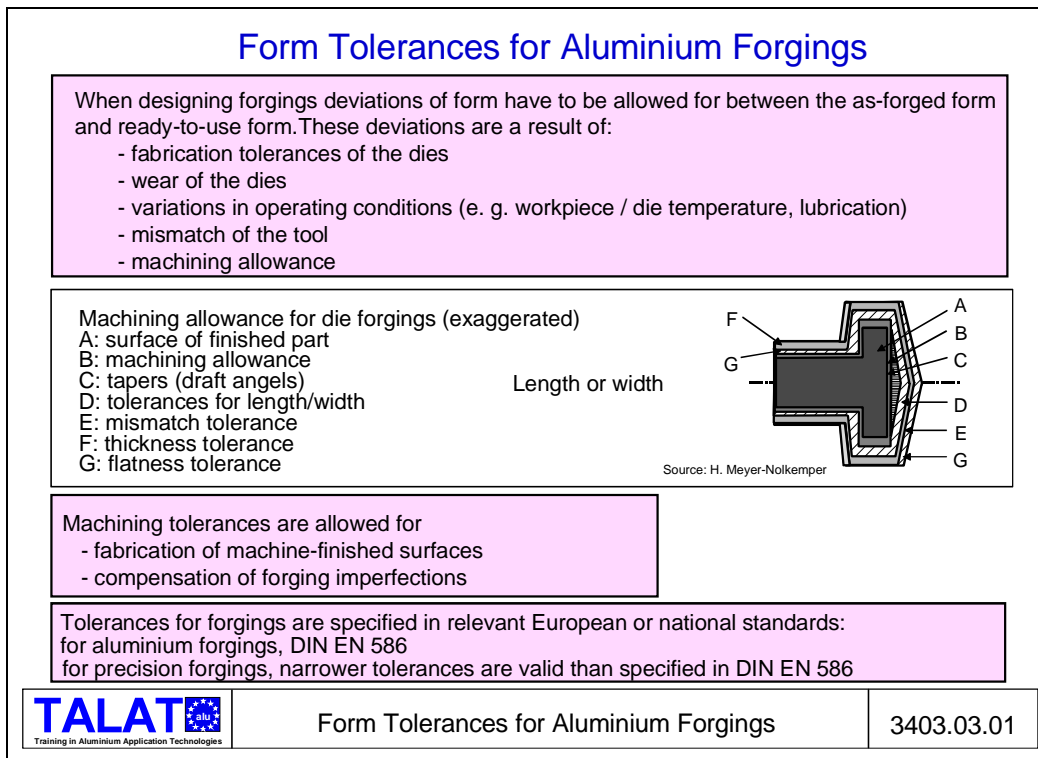 Form Tolerances for Aluminium Forgings
When designing forgings deviations of form have to be allowed for between the as-forged form
and ready-to-use form.These deviations are a result of:
- fabrication tolerances of the dies
- wear of the dies
- variations in operating conditions (e. g. workpiece / die temperature, lubrication)
- mismatch of the tool
- machining allowance
Machining allowance for die forgings (exaggerated)
A: surface of finished part
B: machining allowance
C: tapers (draft angels)
D: tolerances for length/width
E: mismatch tolerance
F: thickness tolerance
G: flatness tolerance
Length or width
F
G
A
B
C
D
E
G
Source: H. Meyer-Nolkemper
Machining tolerances are allowed for
- fabrication of machine-finished surfaces
- compensation of forging imperfections
Tolerances for forgings are specified in relevant European or national standards:
for aluminium forgings, DIN EN 586
for precision forgings, narrower tolerances are valid than specified in DIN EN 586
TALAT alu
Training in Aluminium Application Technologies
Form Tolerances for Aluminium Forgings
3403.03.01